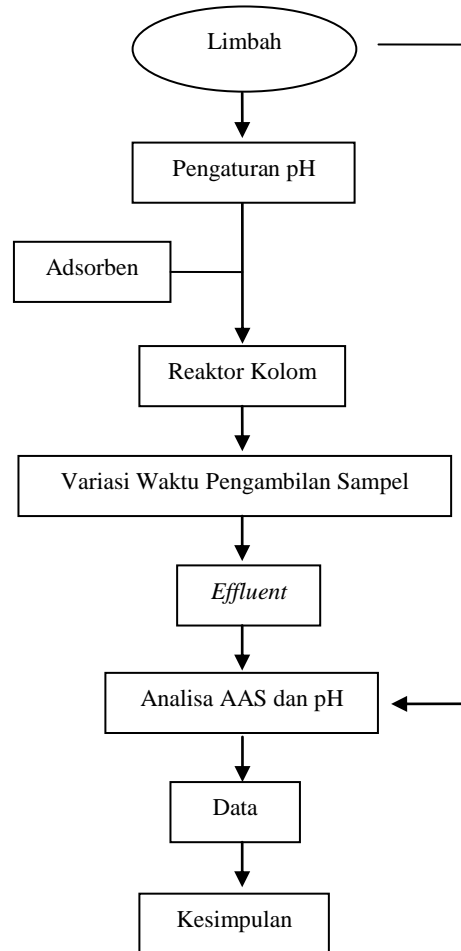 Limbah
Pengaturan pH
Adsorben
Reaktor Kolom
Variasi Waktu Pengambilan Sampel
Effluent
Analisa AAS dan pH
Data
Kesimpulan